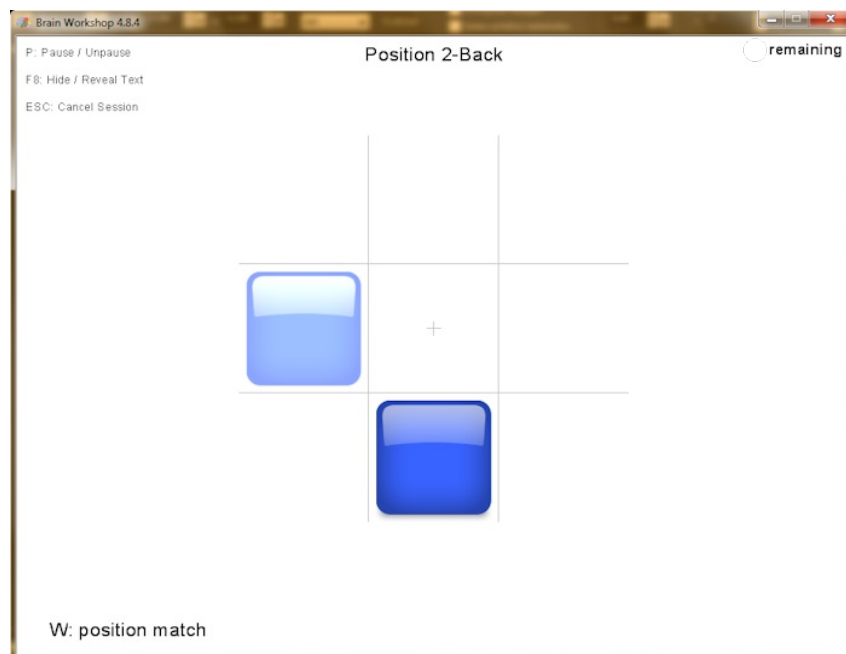 Brain Workshop 4.8.4
P: Pause / Unpause
F8: Hide / Reveal Text
ESC: Cancel Session
Position 2-Back
remaining
W: position match